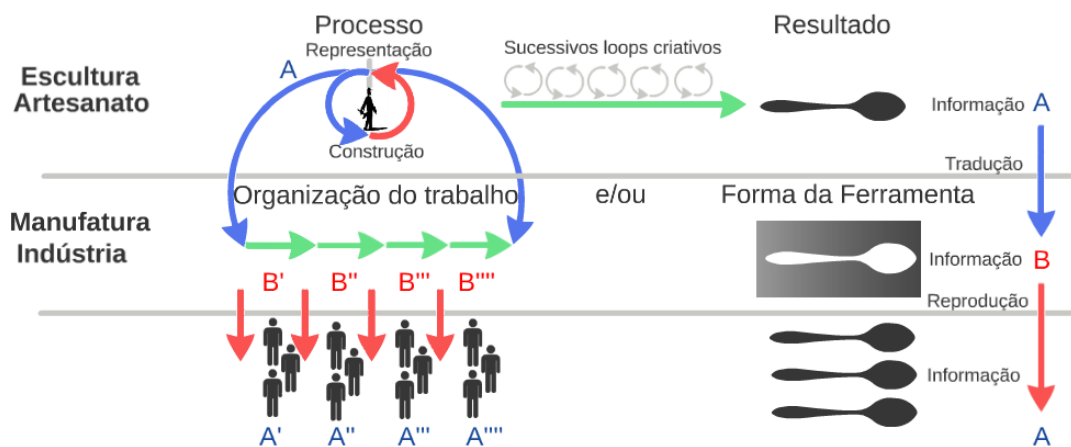 Processo
Resultado
Representação
Sucessivos loops criativos
A
Escultura
Artesanato
Informação A
Construção
Tradução
Organização do trabalho
e/ou
Forma da Ferramenta
Manufatura
Indústria
Informação B
B' B'' B''' B''''
Reprodução
Informação
A' A'' A''' A''''
A